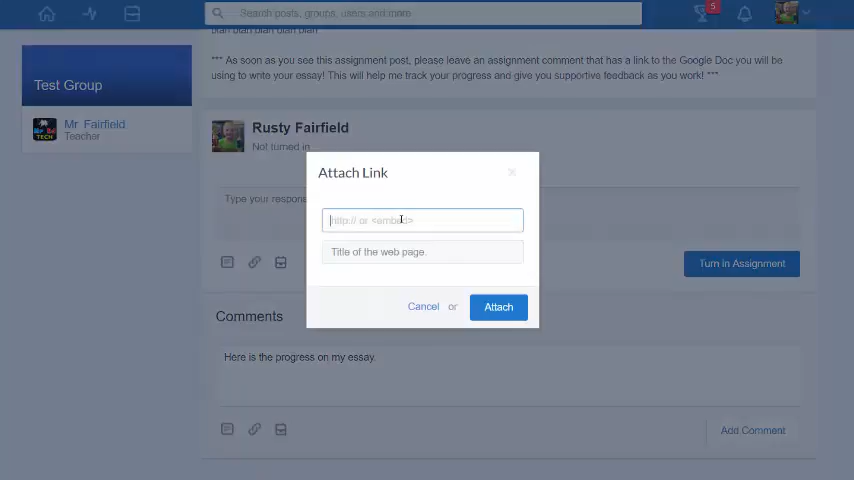 Search posts, groups, users and more
5
blah blah blah blah blah
*** As soon as you see this assignment post, please leave an assignment comment that has a link to the Google Doc you will be
using to write your essay! This will help me track your progress and give you supportive feedback as you work! ***
Test Group
Mr Fairfield
Teacher
Rusty Fairfield
Not turned in
Attach Link
×
Type your respon
http:// or <embed>
Title of the web page.
Turn in Assignment
Cancel or Attach
Comments
Here is the progress on my essay.
Add Comment